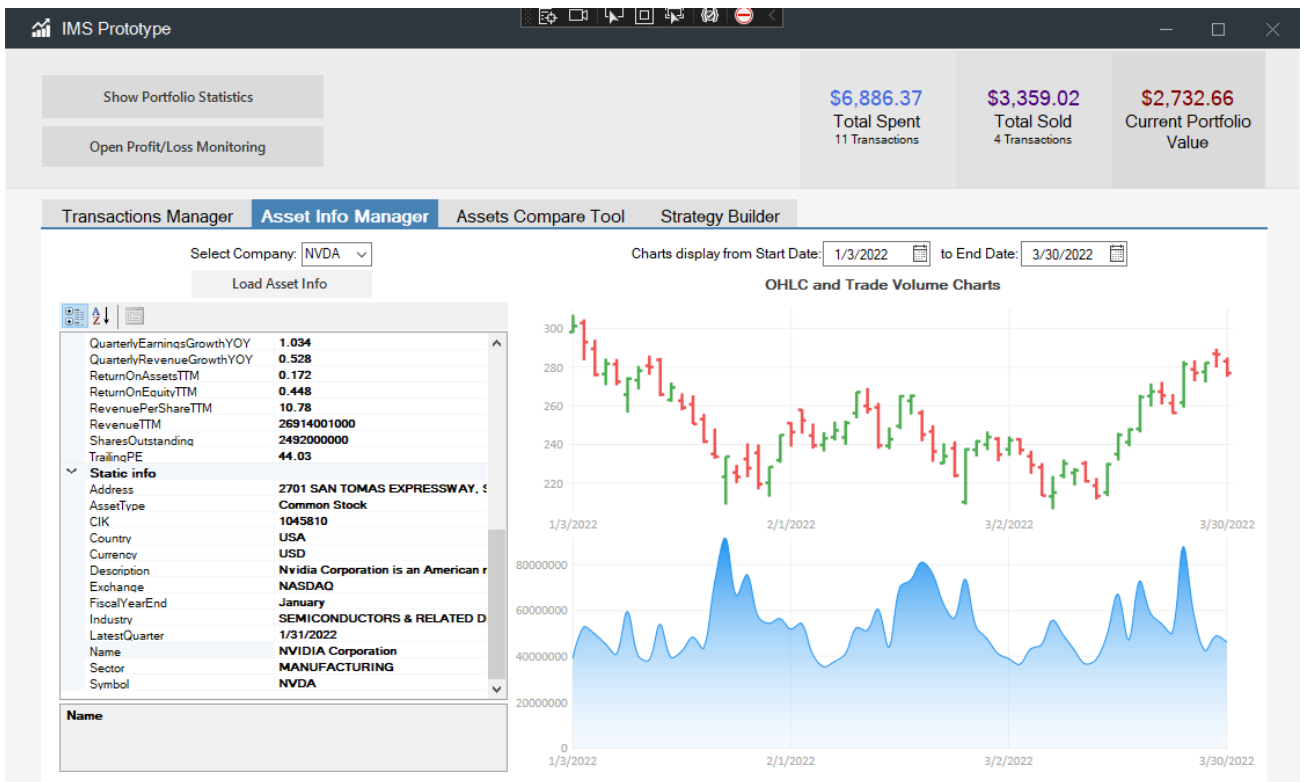 IMS Prototype
Show Portfolio Statistics
Open Profit/Loss Monitoring
$6,886.37
Total Spent
11 Transactions
$3,359.02
Total Sold
4 Transactions
$2,732.66
Current Portfolio
Value
Transactions Manager
Asset Info Manager
Assets Compare Tool
Strategy Builder
Select Company: NVDA
Load Asset Info
Charts display from Start Date: 1/3/2022 to End Date: 3/30/2022
QuarterlyEarningsGrowthYOY 1.034
QuarterlyRevenueGrowthYOY 0.528
ReturnOnAssetsTTM 0.172
ReturnOnEquityTTM 0.448
RevenuePerShareTTM 10.78
RevenueTTM 26914001000
SharesOutstanding 2492000000
TrailingPE 44.03
Static info
Address 2701 SAN TOMAS EXPRESSWAY, S
AssetType Common Stock
CIK 1045810
Country USA
Currency USD
Description Nvidia Corporation is an American r
Exchange NASDAQ
FiscalYearEnd January
Industry SEMICONDUCTORS & RELATED D
LatestQuarter 1/31/2022
Name NVIDIA Corporation
Sector MANUFACTURING
Symbol NVDA
Name
OHLC and Trade Volume Charts
300
280
260
240
220
1/3/2022 2/1/2022 3/2/2022 3/30/2022
80000000
60000000
40000000
20000000
0
1/3/2022 2/1/2022 3/2/2022 3/30/2022